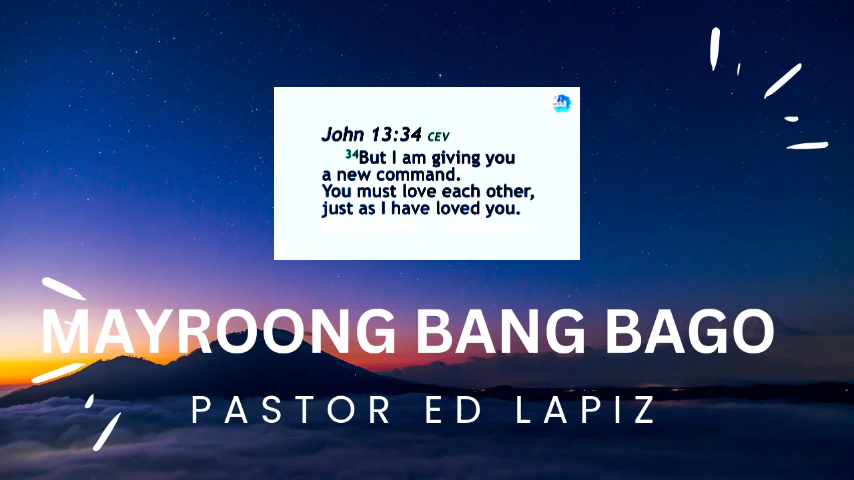 John 13:34 CEV
34But I am giving you
a new command.
You must love each other,
just as I have loved you.
MAYROONG BANG BAGO
PASTOR ED LAPIZ